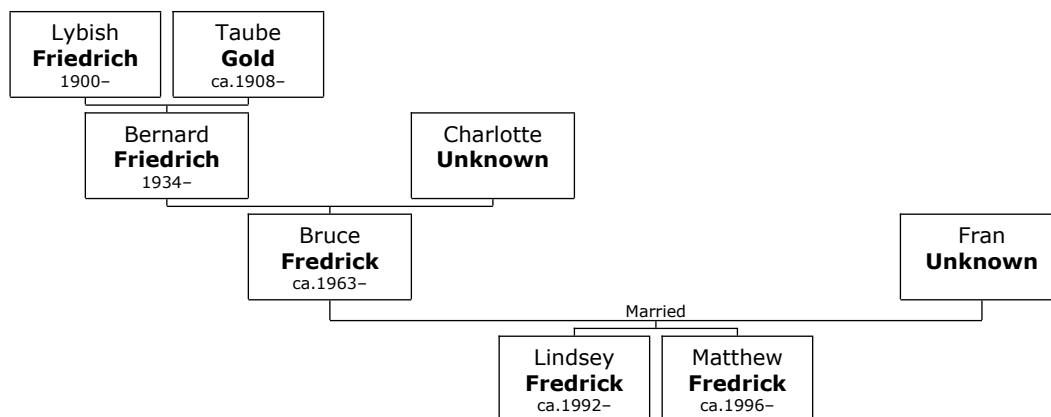 Lybish
Friedrich
1900–
Taube
Gold
ca.1908–
Bernard
Friedrich
1934–
Charlotte
Unknown
Bruce
Fredrick
ca.1963–
Fran
Unknown
Married
Lindsey
Fredrick
ca.1992–
Matthew
Fredrick
ca.1996–